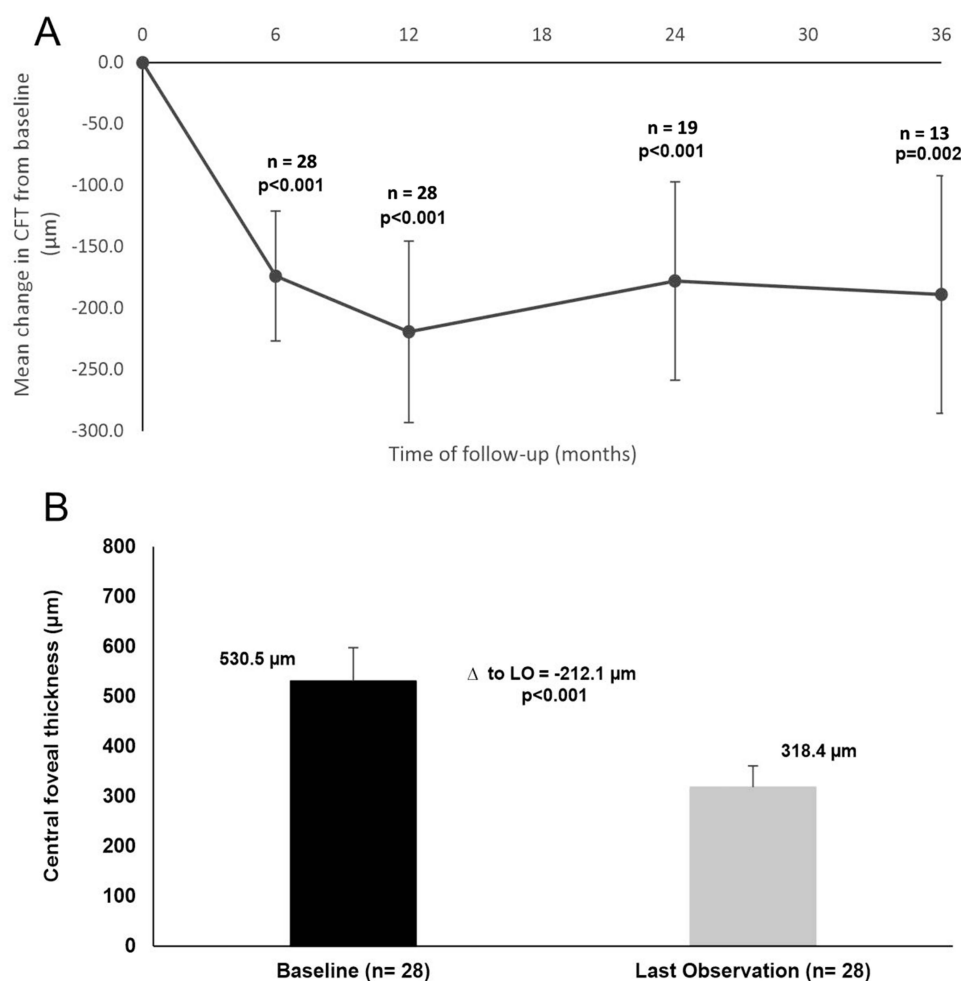 A
0 6 12 18 24 30 36
0.0
-50.0
-100.0
-150.0
-200.0
-250.0
-300.0
Mean change in CFT from baseline
(µm)
n = 28
p<0.001
n = 28
p<0.001
n = 19
p<0.001
n = 13
p=0.002
Time of follow-up (months)
B
800
700
600
500
400
300
200
100
0
Central foveal thickness (µm)
530.5 µm
Δ to LO = -212.1 µm
p<0.001
318.4 µm
Baseline (n= 28)
Last Observation (n= 28)